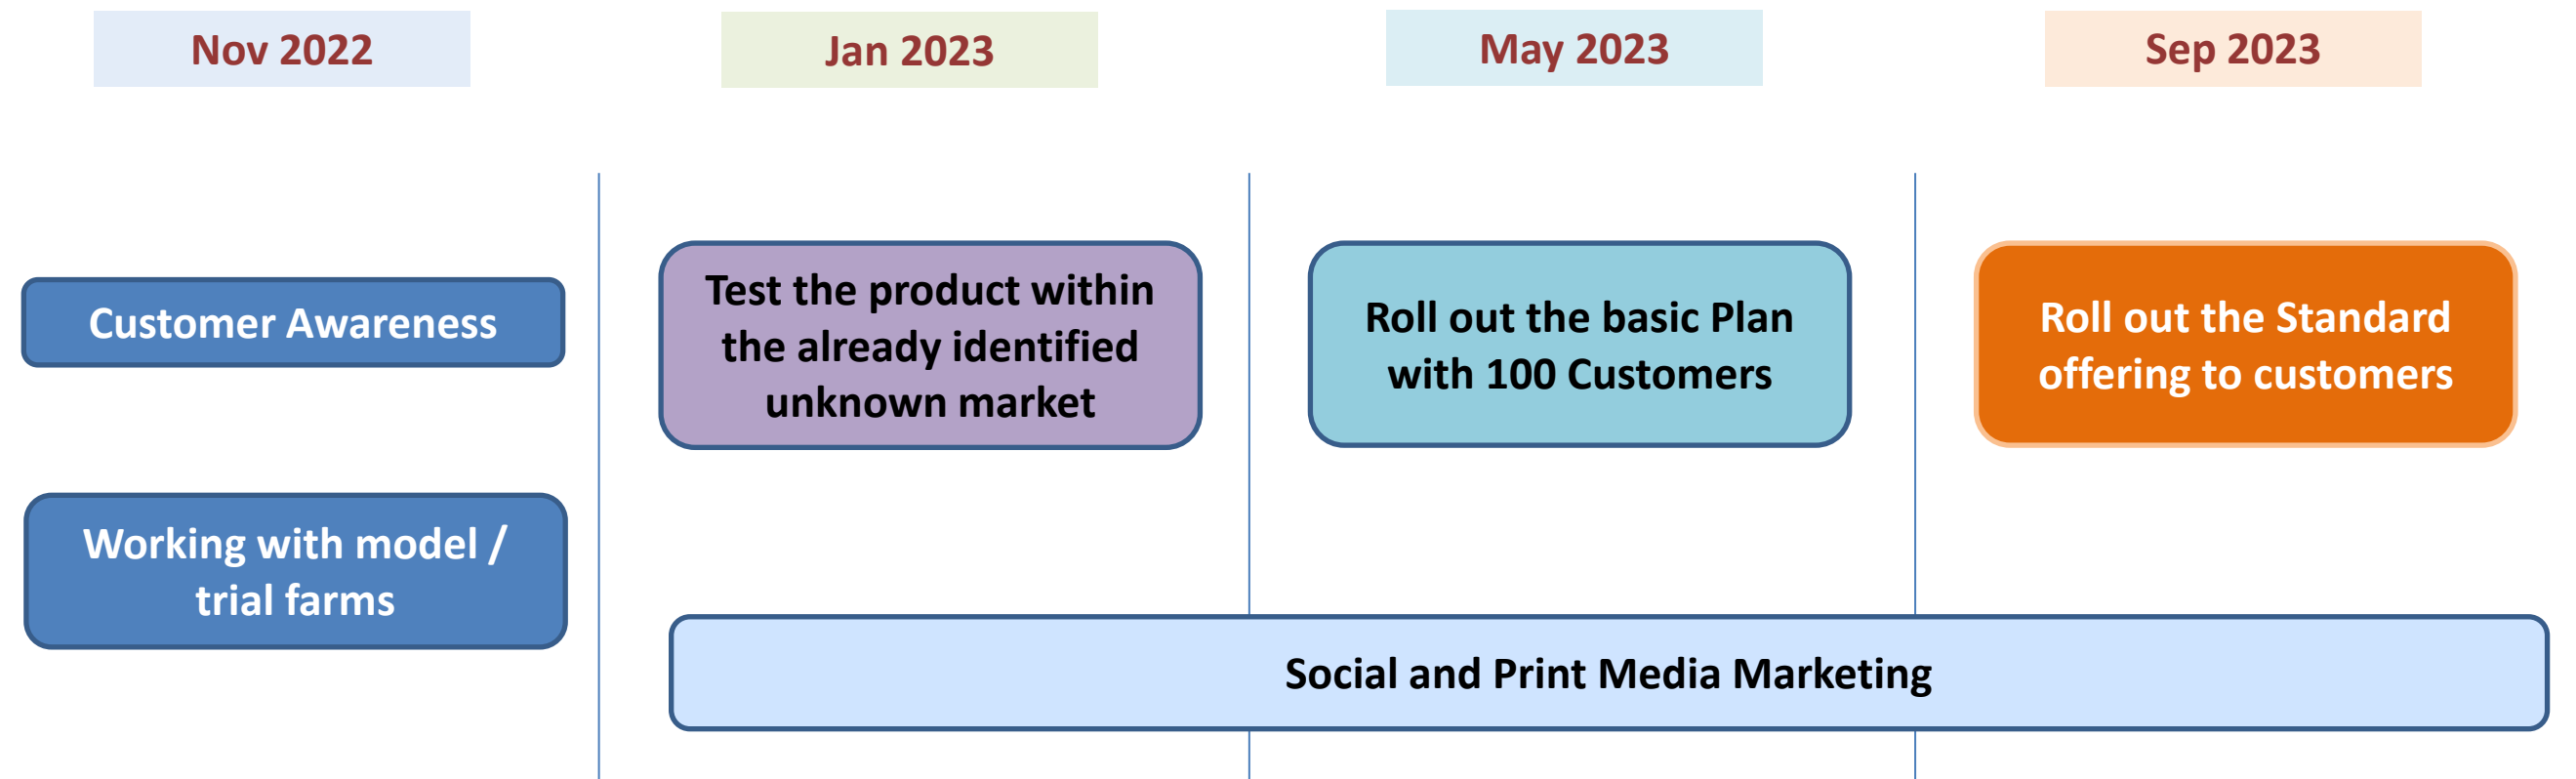 Nov 2022
Jan 2023
May 2023
Sep 2023
Customer Awareness
Test the product within
the already identified
unknown market
Roll out the basic Plan
with 100 Customers
Roll out the Standard
offering to customers
Working with model /
trial farms
Social and Print Media Marketing